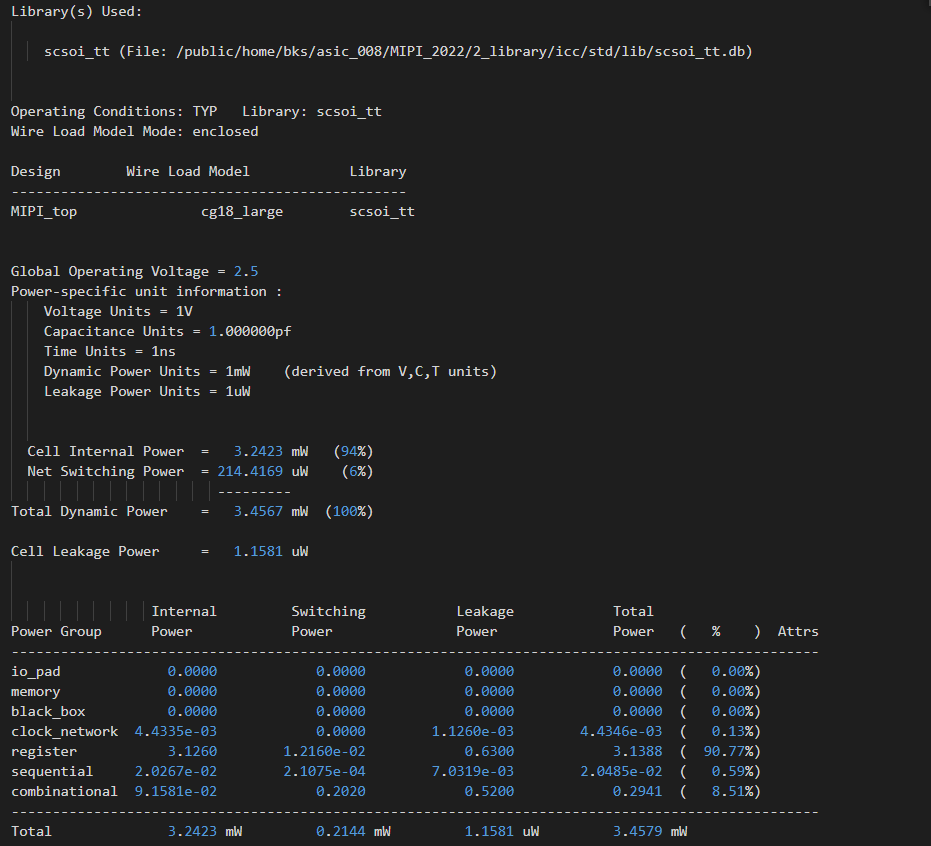 Library(s) Used:
scsoi_tt (File: /public/home/bks/asic_008/MIPI_2022/2_library/icc/std/lib/scsoi_tt.db)
Operating Conditions: TYP   Library: scsoi_tt
Wire Load Model Mode: enclosed
Design        Wire Load Model            Library
------------------------------------------------
MIPI_top               cg18_large        scsoi_tt
Global Operating Voltage = 2.5
Power-specific unit information :
    Voltage Units = 1V
    Capacitance Units = 1.000000pf
    Time Units = 1ns
    Dynamic Power Units = 1mW    (derived from V,C,T units)
    Leakage Power Units = 1uW
  Cell Internal Power  =   3.2423 mW   (94%)
  Net Switching Power  = 214.4169 uW    (6%)
                         ---------
Total Dynamic Power    =   3.4567 mW  (100%)
Cell Leakage Power     =   1.1581 uW
                 Internal         Switching           Leakage            Total
Power Group      Power            Power               Power              Power   (   %    )  Attrs
--------------------------------------------------------------------------------------------------
io_pad             0.0000            0.0000            0.0000            0.0000  (   0.00%)
memory             0.0000            0.0000            0.0000            0.0000  (   0.00%)
black_box          0.0000            0.0000            0.0000            0.0000  (   0.00%)
clock_network  4.4335e-03            0.0000        1.1260e-03        4.4346e-03  (   0.13%)
register           3.1260        1.2160e-02            0.6300            3.1388  (  90.77%)
sequential     2.0267e-02        2.1075e-04        7.0319e-03        2.0485e-02  (   0.59%)
combinational  9.1581e-02            0.2020            0.5200            0.2941  (   8.51%)
--------------------------------------------------------------------------------------------------
Total              3.2423 mW         0.2144 mW         1.1581 uW         3.4579 mW